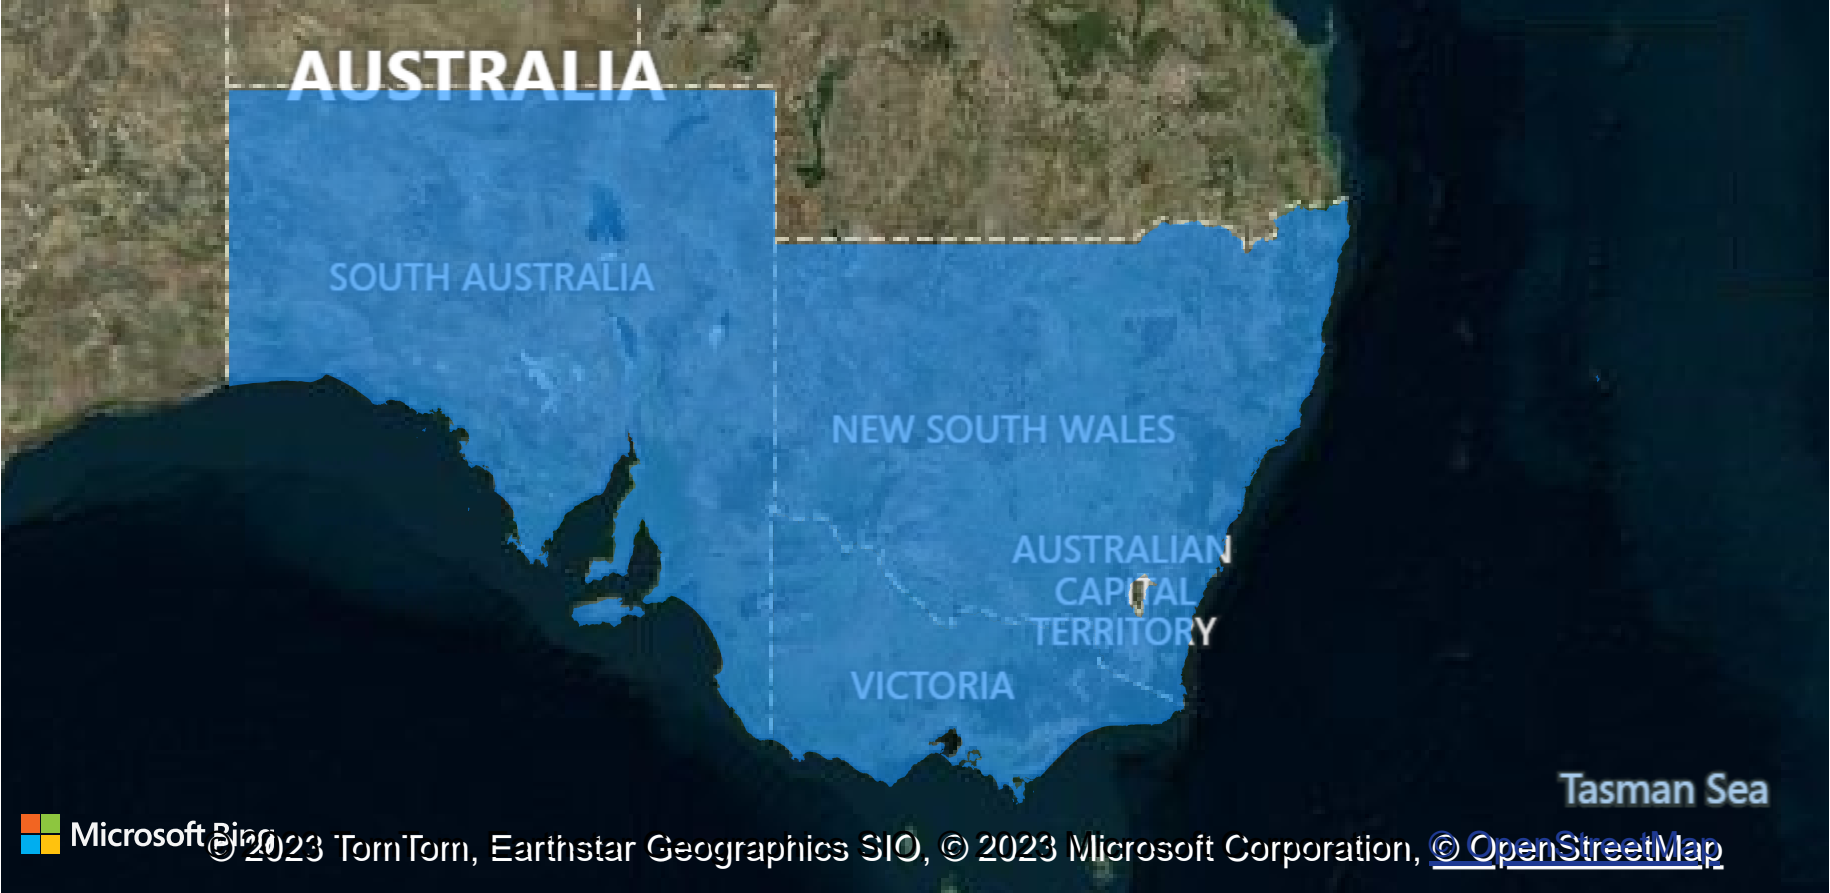 AUSTRALIA
SOUTH AUSTRALIA
NEW SOUTH WALES
AUSTRALIAN
CAPITAL
TERRITORY
VICTORIA
Tasman Sea
Microsoft Bing
© 2023 TomTom, Earthstar Geographics SIO, © 2023 Microsoft Corporation, © OpenStreetMap